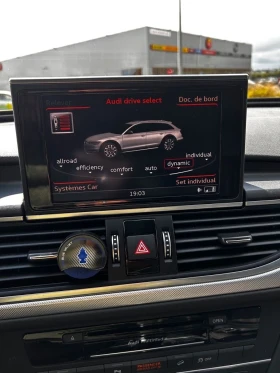 Audi drive select
Doc. de bord
allroad
efficiency
comfort
auto
dynamic
individual
Systèmes Car
Set individual
19:03